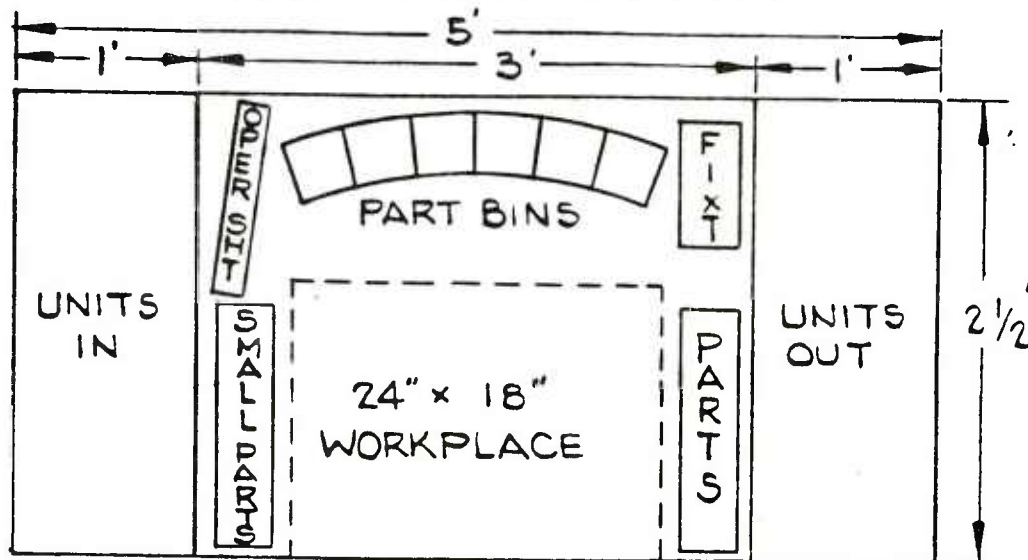 5'
1' 3' 1'
OPER SHT
FIXT
PART BINS
UNITS
IN
SMALL PARTS
24" x 18"
WORKPLACE
PARTS
UNITS
OUT
2 1/2'